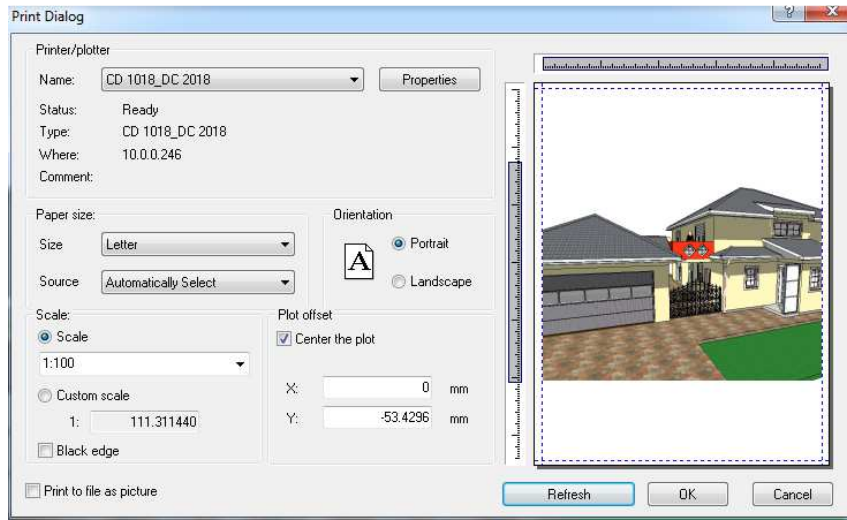 Print Dialog
Printer/plotter
Name: CD 1018_DC 2018 Properties
Status: Ready
Type: CD 1018_DC 2018
Where: 10.0.0.246
Comment:
Paper size: Orientation
Size Letter Portrait
A
Source Automatically Select Landscape
Scale: Plot offset
Scale Center the plot
1:100
Custom scale X: 0 mm
1: 111.311440 Y: -53.4296 mm
Black edge
Print to file as picture Refresh OK Cancel